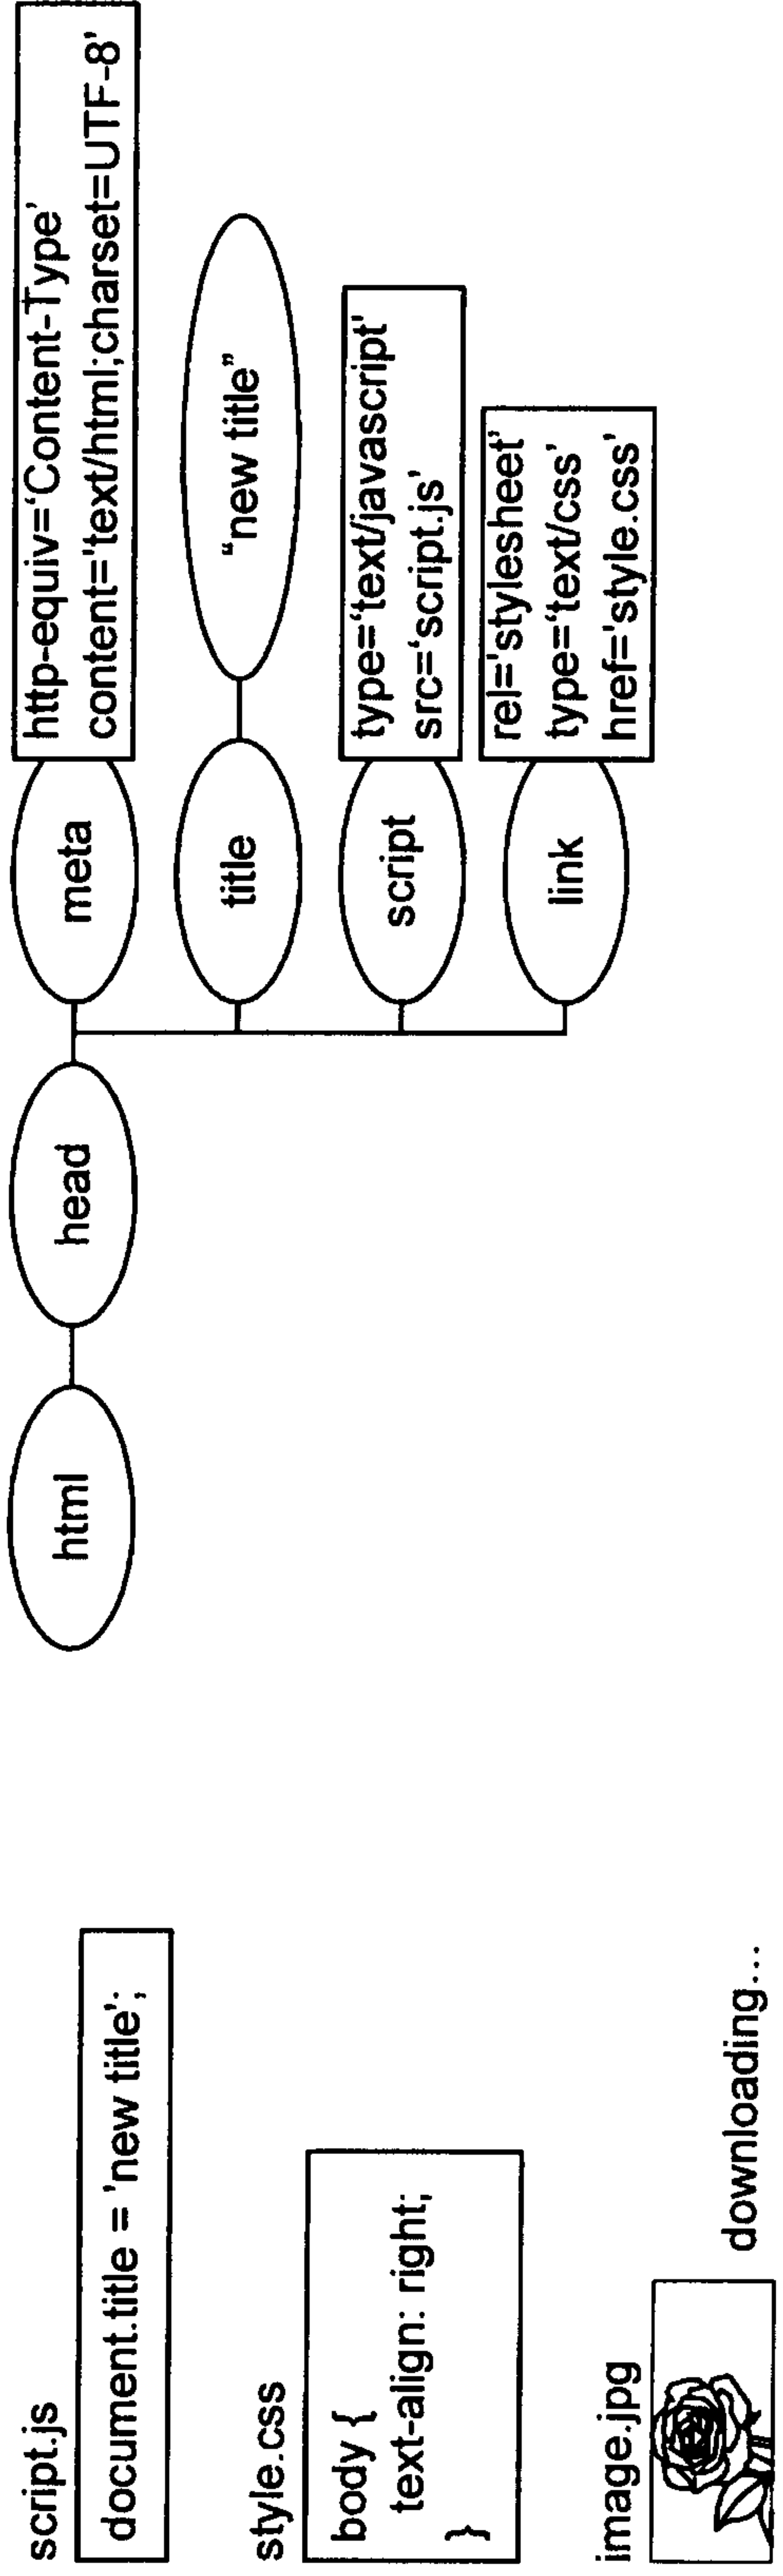 script.js
document.title = 'new title';
style.css
body {
text-align: right;
}
image.jpg
downloading...
html
head
meta
http-equiv=‘Content-Type’
content='text/html;charset=UTF-8'
title
“new title”
script
type=‘text/javascript'
src=‘script.js’
link
rel='stylesheet’
type=‘text/css’
href='style.css'